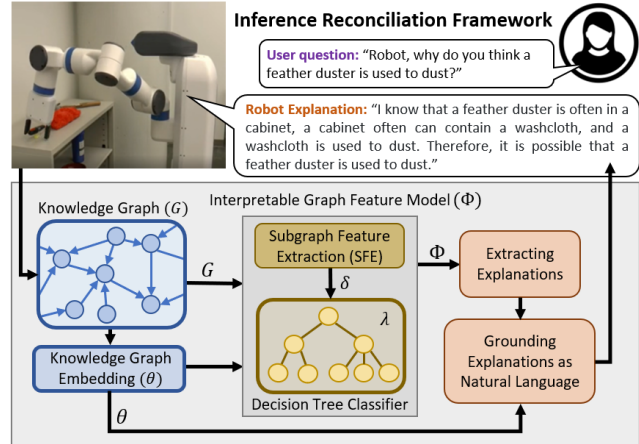 Inference Reconciliation Framework
User question: “Robot, why do you think a
feather duster is used to dust?”
Robot Explanation: “I know that a feather duster is often in a
cabinet, a cabinet often can contain a washcloth, and a
washcloth is used to dust. Therefore, it is possible that a
feather duster is used to dust.”
Interpretable Graph Feature Model (Φ)
Knowledge Graph (G)
G
Subgraph Feature
Extraction (SFE)
δ
λ
Decision Tree Classifier
Knowledge Graph
Embedding (θ)
θ
Φ
Extracting
Explanations
Grounding
Explanations as
Natural Language